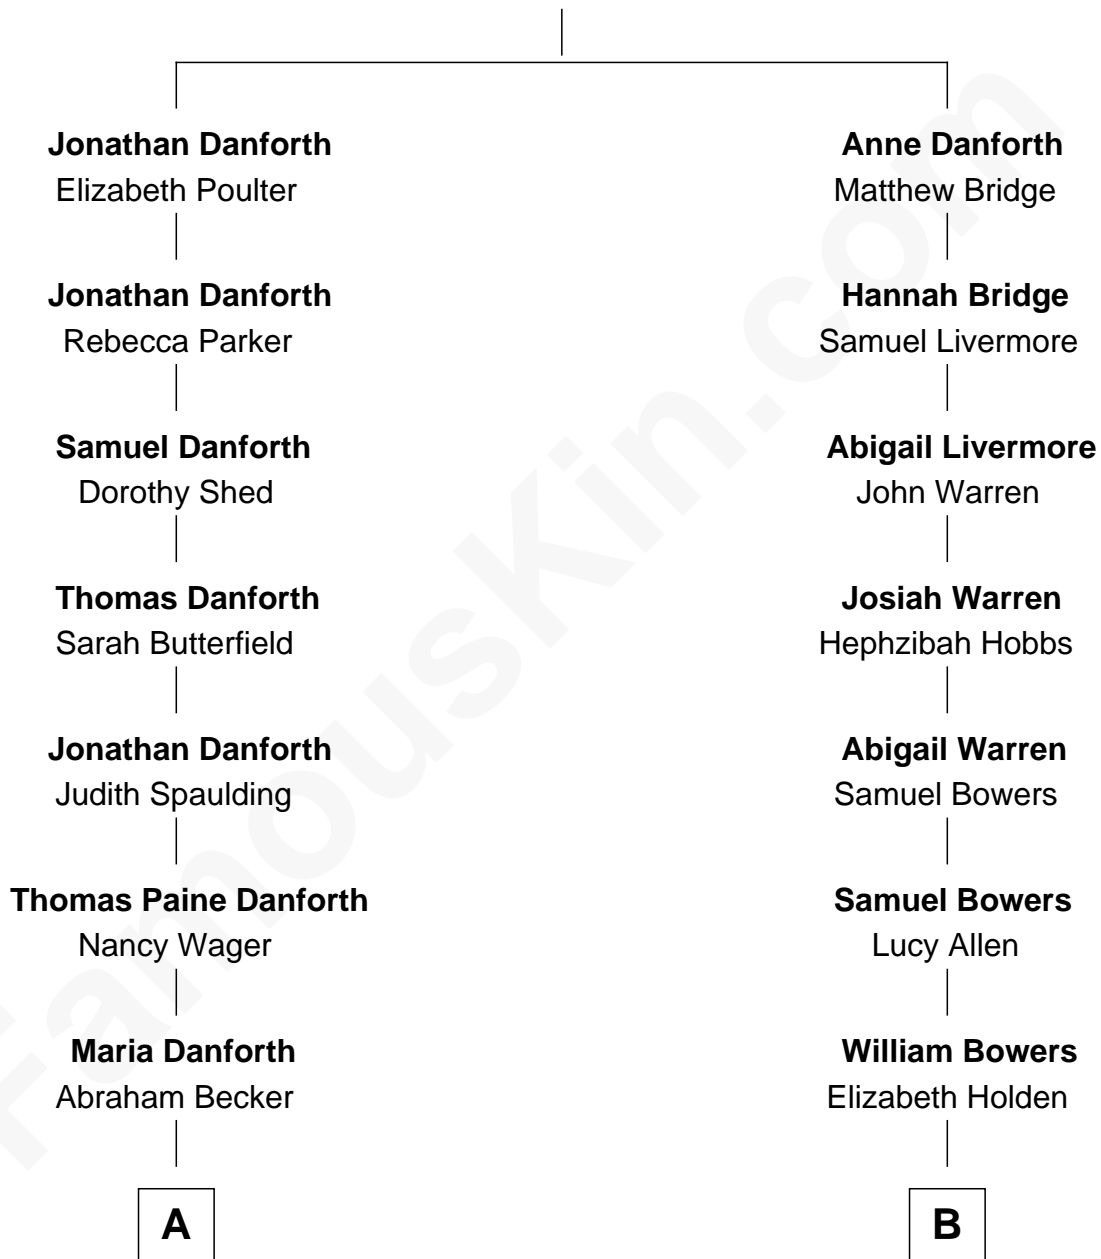 Jonathan Danforth
Elizabeth Poulter
Anne Danforth
Matthew Bridge
Jonathan Danforth
Rebecca Parker
Hannah Bridge
Samuel Livermore
Samuel Danforth
Dorothy Shed
Abigail Livermore
John Warren
Thomas Danforth
Sarah Butterfield
Josiah Warren
Hephzibah Hobbs
Jonathan Danforth
Judith Spaulding
Abigail Warren
Samuel Bowers
Thomas Paine Danforth
Nancy Wager
Samuel Bowers
Lucy Allen
Maria Danforth
Abraham Becker
William Bowers
Elizabeth Holden
A
B
FamousKin.com